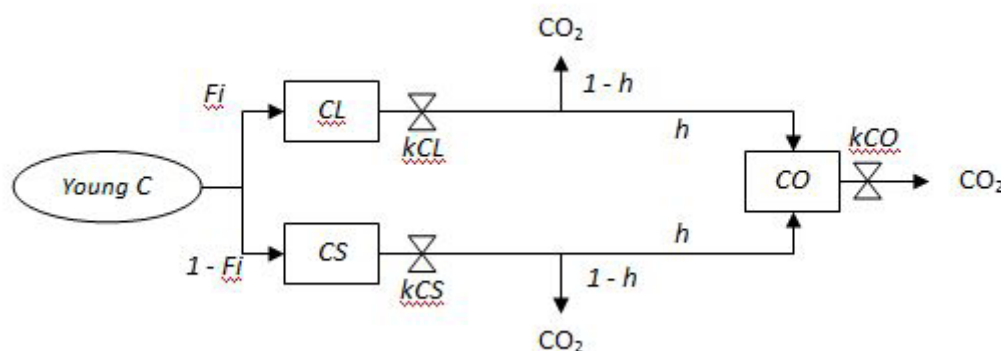 CO₂
Fi
1 - h
CL
h
kCL
kCO
Young C
CO
CO₂
CS
h
1 - Fi
kCS
1 - h
CO₂